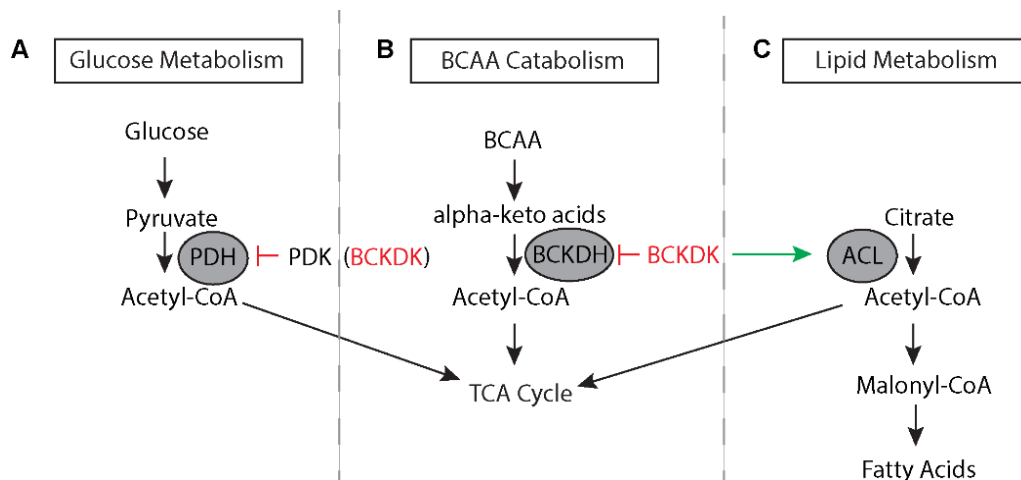 A
Glucose Metabolism
Glucose
Pyruvate
PDH
PDK (BCKDK)
Acetyl-CoA
B
BCAA Catabolism
BCAA
alpha-keto acids
BCKDH
BCKDK
Acetyl-CoA
TCA Cycle
C
Lipid Metabolism
Citrate
ACL
Acetyl-CoA
Malonyl-CoA
Fatty Acids